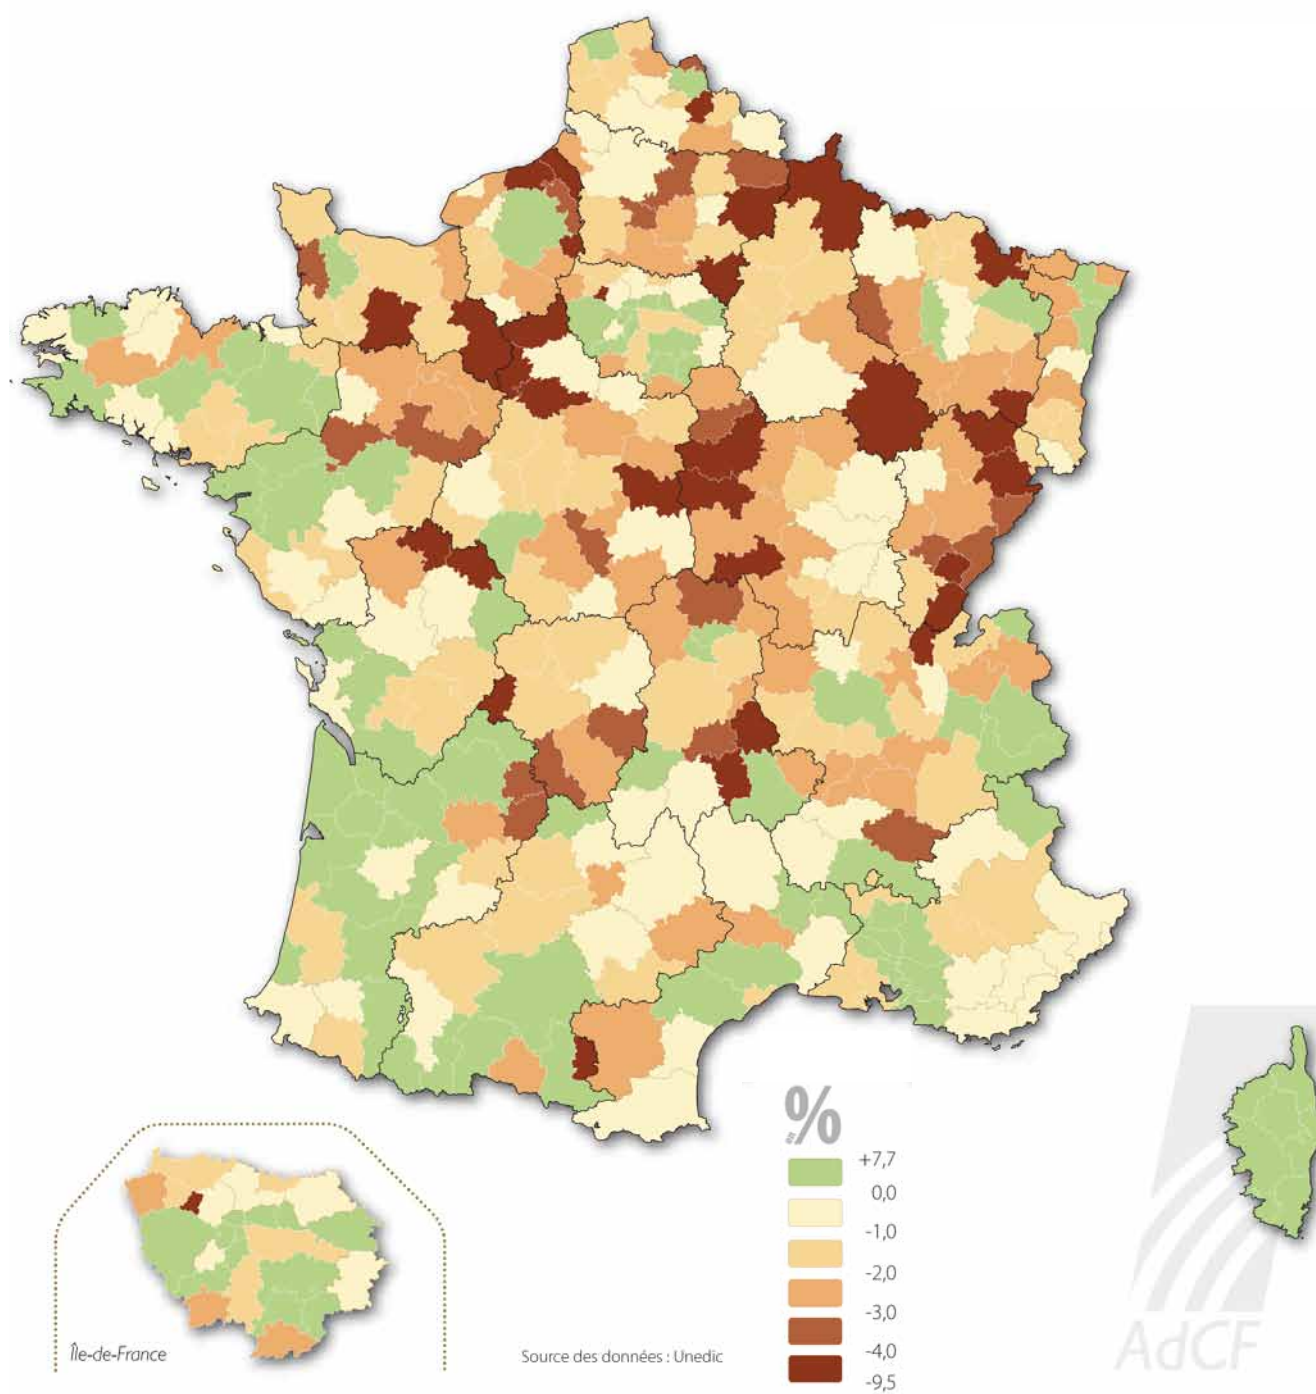 en %
+7,7
0,0
-1,0
-2,0
-3,0
-4,0
-9,5
Île-de-France
Source des données : Unedic
AdCF